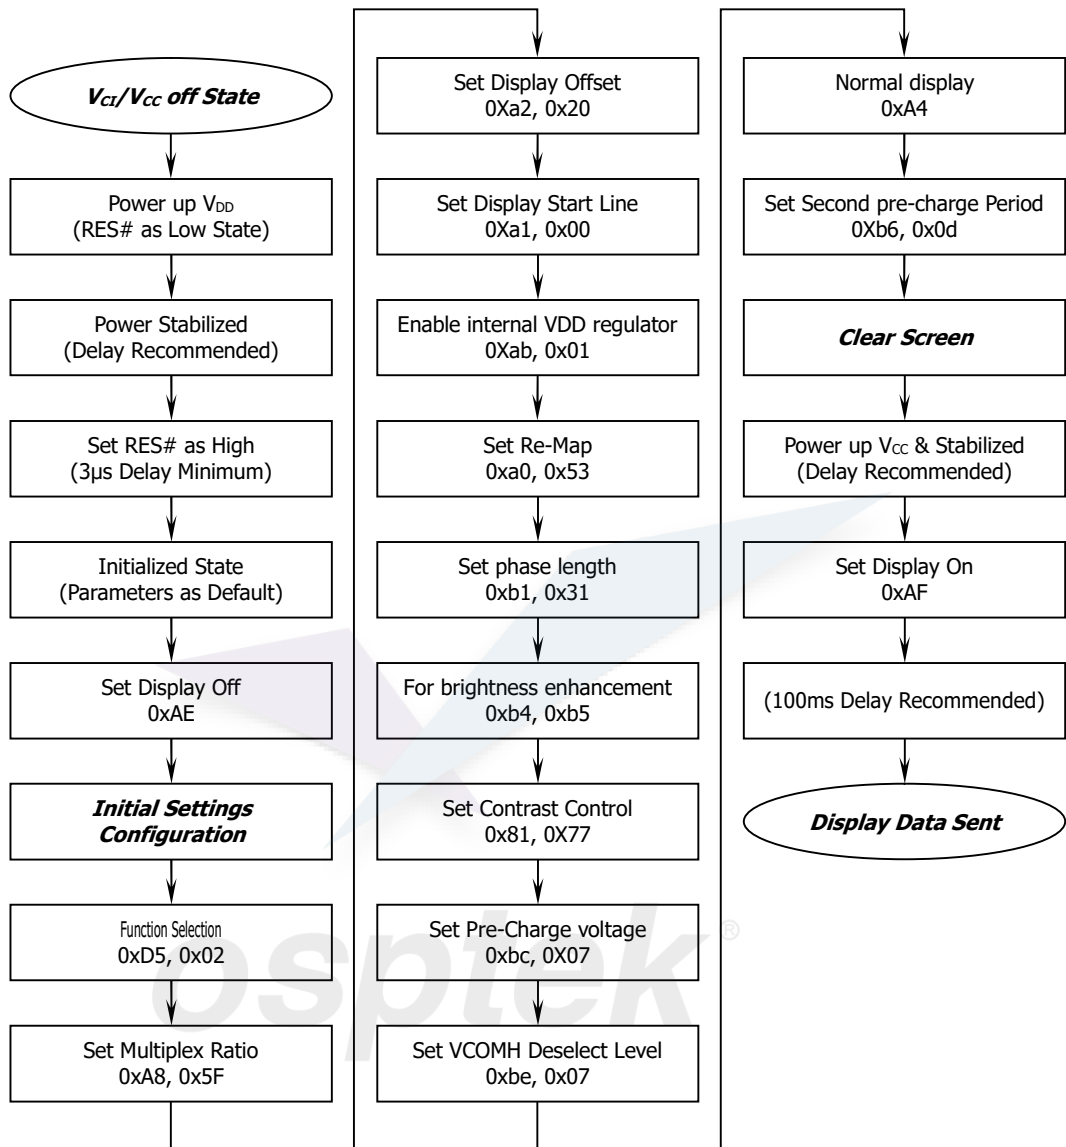 V_CI/V_CC off State
Power up V_DD
(RES# as Low State)
Power Stabilized
(Delay Recommended)
Set RES# as High
(3µs Delay Minimum)
Initialized State
(Parameters as Default)
Set Display Off
0xAE
Initial Settings
Configuration
Function Selection
0xD5, 0x02
Set Multiplex Ratio
0xA8, 0x5F
Set Display Offset
0Xa2, 0x20
Set Display Start Line
0Xa1, 0x00
Enable internal VDD regulator
0Xab, 0x01
Set Re-Map
0xa0, 0x53
Set phase length
0xb1, 0x31
For brightness enhancement
0xb4, 0xb5
Set Contrast Control
0x81, 0X77
Set Pre-Charge voltage
0xbc, 0X07
Set VCOMH Deselect Level
0xbe, 0x07
Normal display
0xA4
Set Second pre-charge Period
0Xb6, 0x0d
Clear Screen
Power up V_CC & Stabilized
(Delay Recommended)
Set Display On
0xAF
(100ms Delay Recommended)
Display Data Sent
osptek®